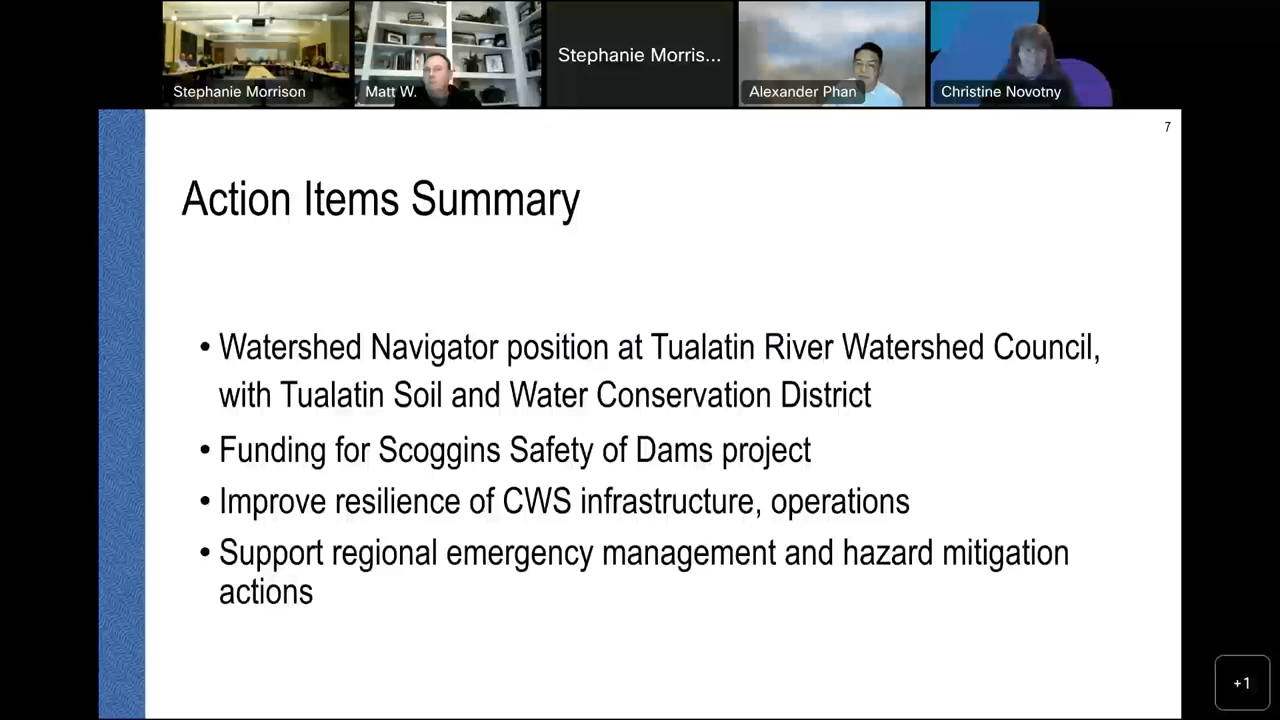 Stephanie Morrison
Matt W.
Stephanie Morris...
Alexander Phan
Christine Novotny
7
Action Items Summary
• Watershed Navigator position at Tualatin River Watershed Council,
with Tualatin Soil and Water Conservation District
• Funding for Scoggins Safety of Dams project
• Improve resilience of CWS infrastructure, operations
• Support regional emergency management and hazard mitigation
actions
+1